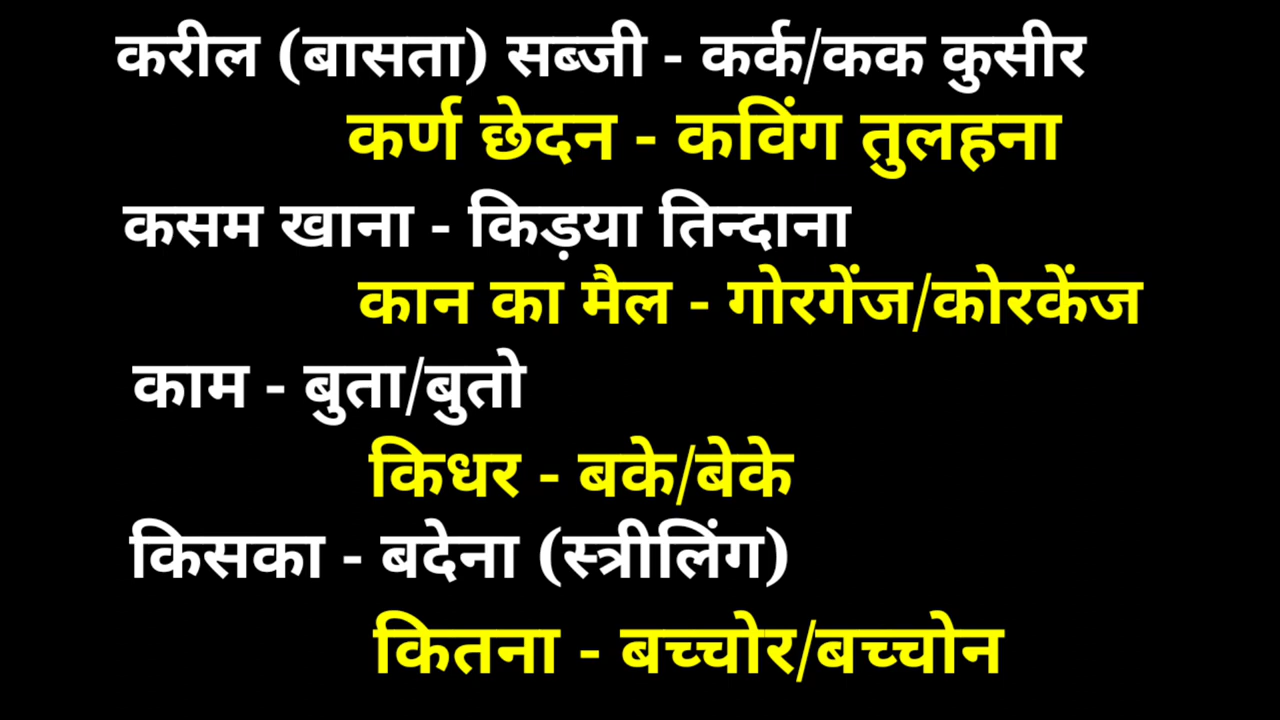 करील (बासता) सब्जी - कर्क/कक कुसीर
कर्ण छेदन - कविंग तुलहना
कसम खाना - किड़या तिन्दाना
कान का मैल - गोरगेंज/कोरकेंज
काम - बुता/बुतो
किधर - बके/बेके
किसका - बदेना (स्त्रीलिंग)
कितना - बच्चोर/बच्चोन